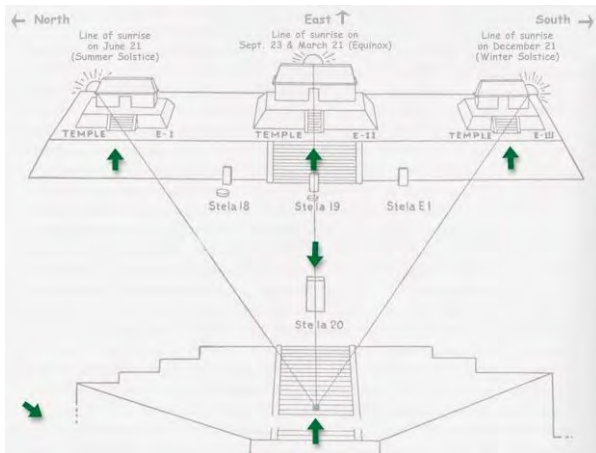 ← North
East ↑
South →
Line of sunrise
on June 21
(Summer Solstice)
Line of sunrise on
Sept. 23 & March 21 (Equinox)
Line of sunrise
on December 21
(Winter Solstice)
TEMPLE E-I
TEMPLE E-II
TEMPLE E-III
Stela 18
Stela 19
Stela E1
Stela 20